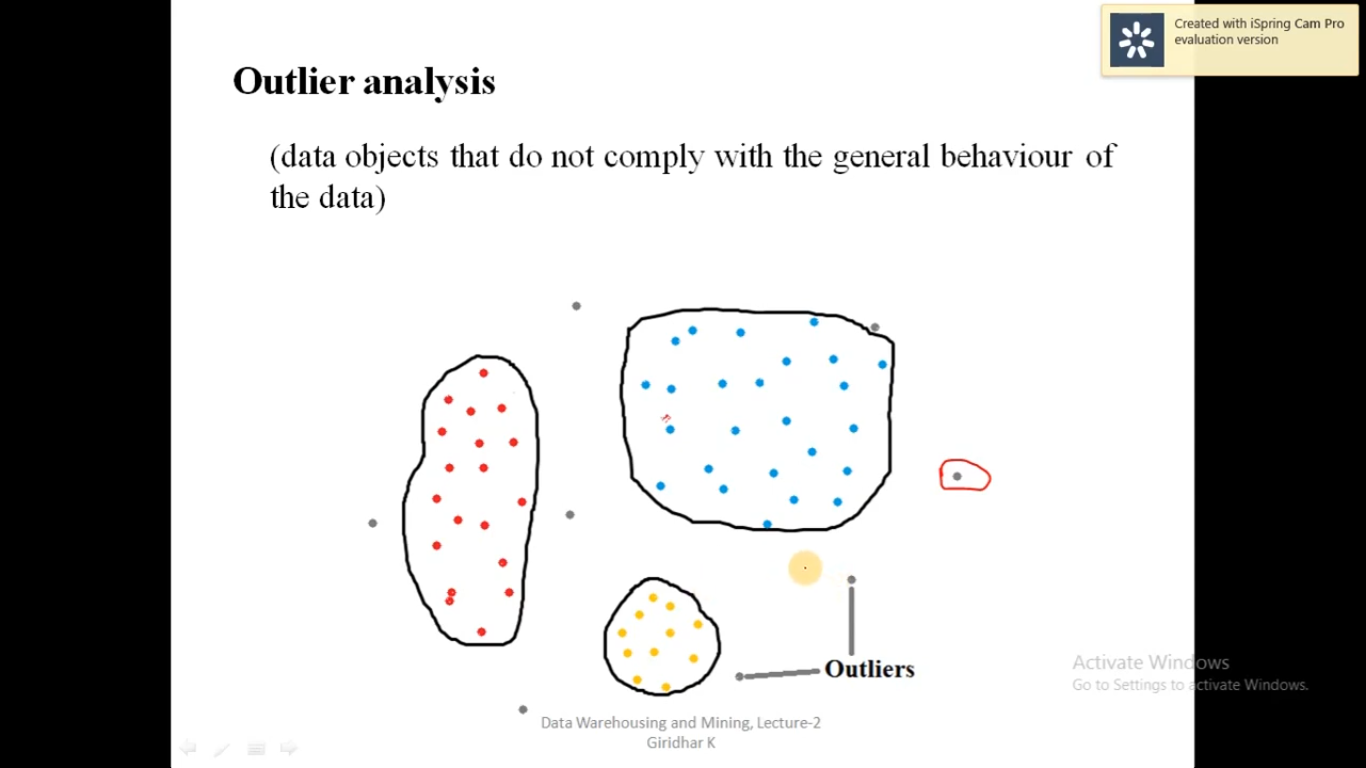 Created with iSpring Cam Pro
evaluation version
Outlier analysis
(data objects that do not comply with the general behaviour of
the data)
Outliers
Activate Windows
Go to Settings to activate Windows.
Data Warehousing and Mining, Lecture-2
Giridhar K